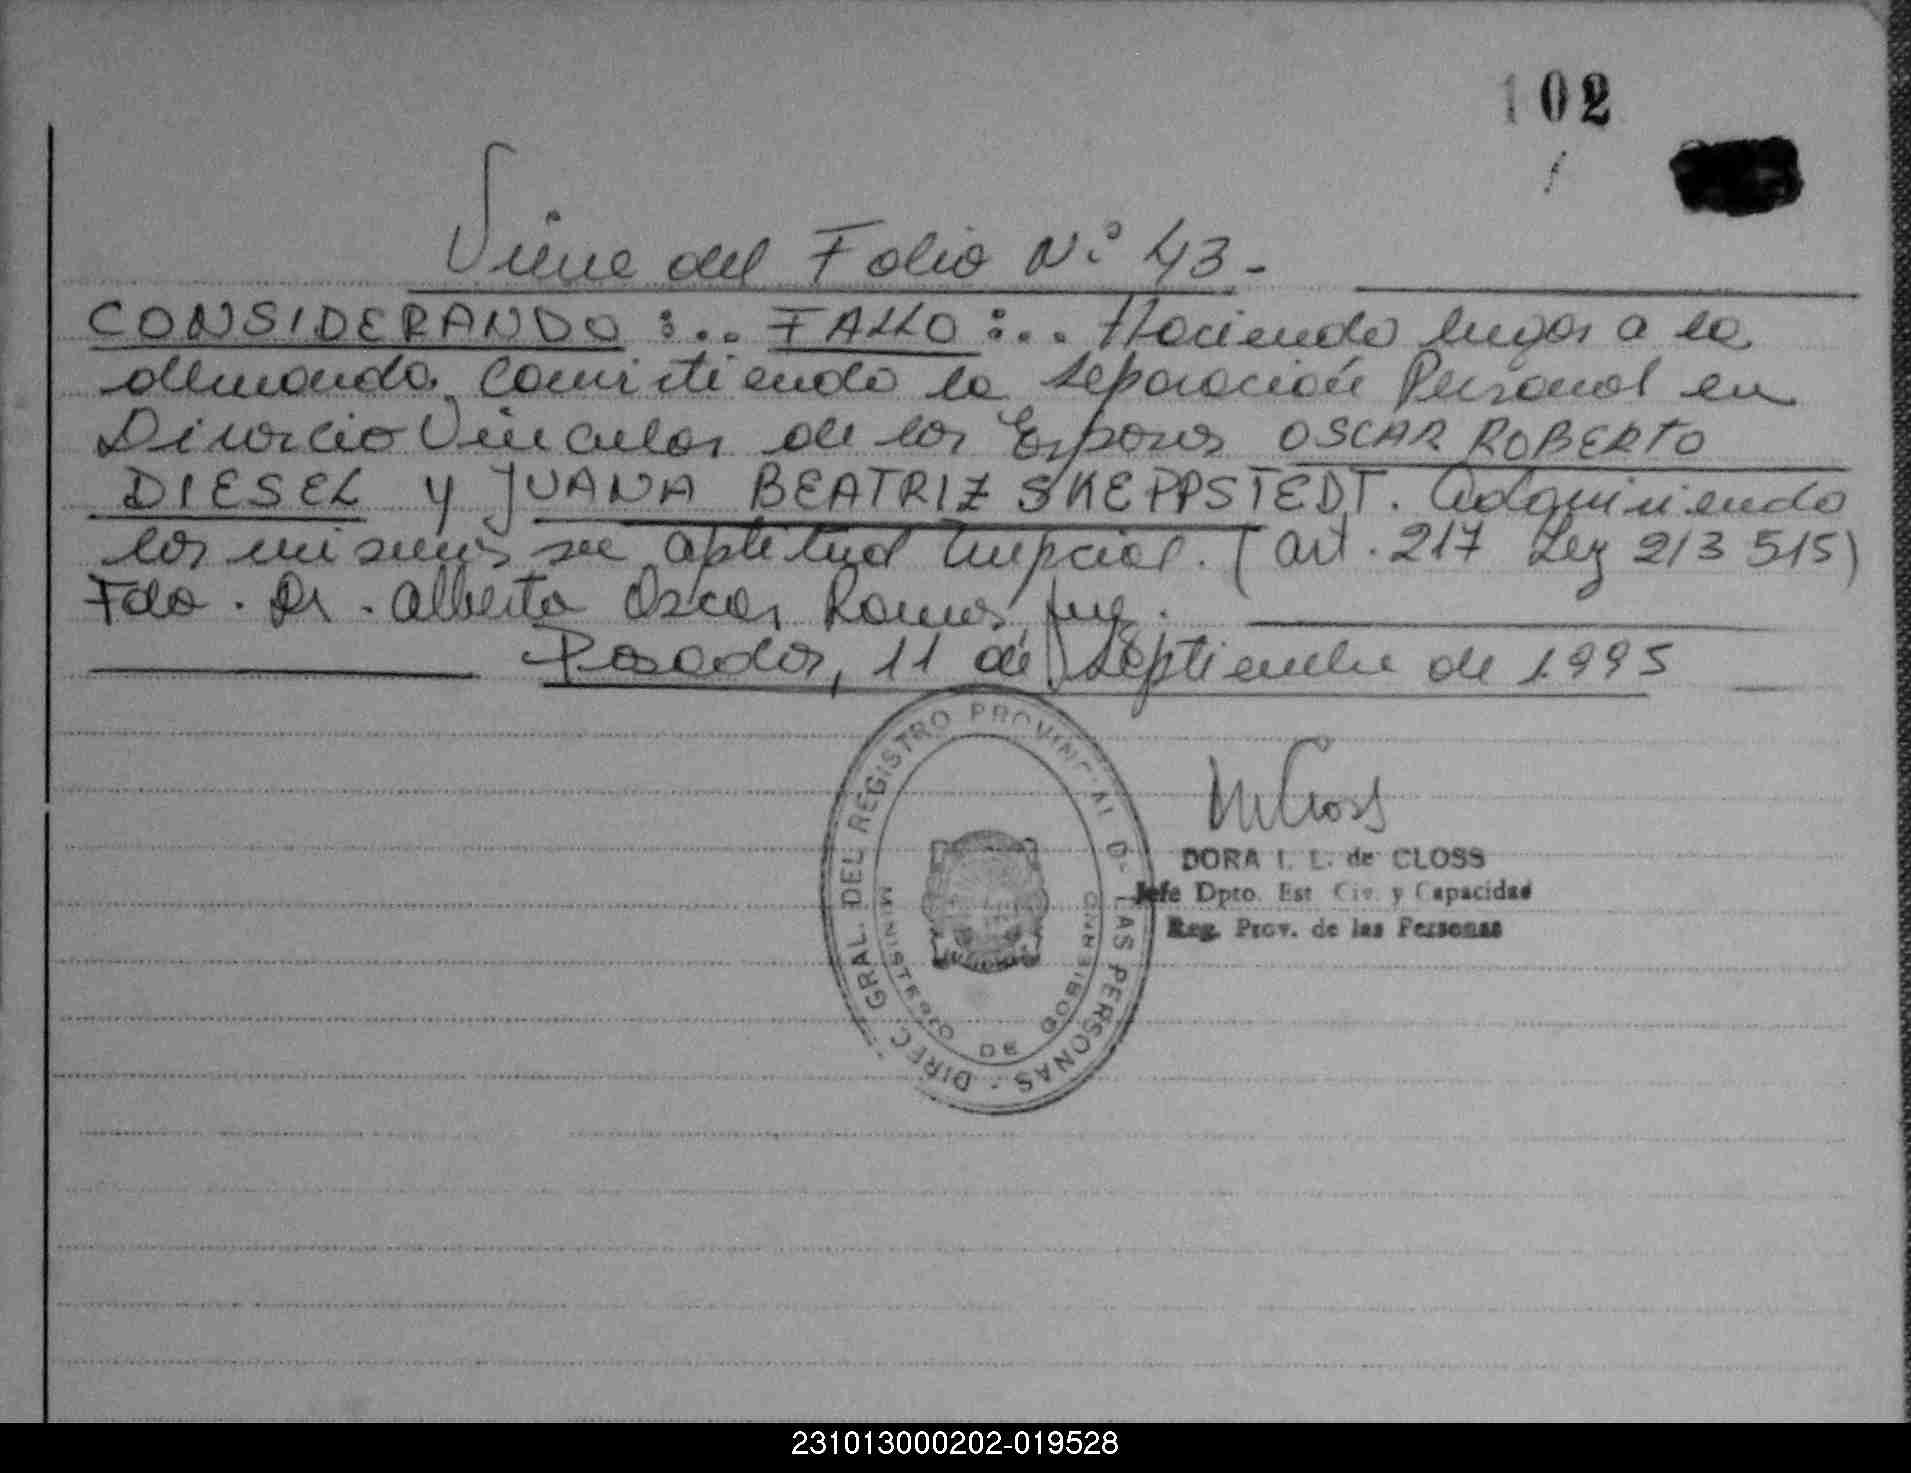 102
Viene del Folio Nº 43.-
CONSIDERANDO :.. FALLO :.. Haciendo lugar a la
demanda, convirtiendo la separación Personal en
Divorcio Vincular de los Esposos OSCAR ROBERTO
DIESEL y JUANA BEATRIZ SKEPPSTEDT. Adquiriendo
los mismos su aptitud nupcial. (art. 217 Ley 213515)
Fdo. Dr. Alberto Oscar Ramos, Juez.
Posadas, 11 de Septiembre de 1.995
DIREC. GRAL. DEL REGISTRO PROVINCIAL DE LAS PERSONAS
MINISTERIO DE GOBIERNO
DORA I. L. de CLOSS
Jefe Dpto. Est. Civ. y Capacidad
Reg. Prov. de las Personas
231013000202-019528